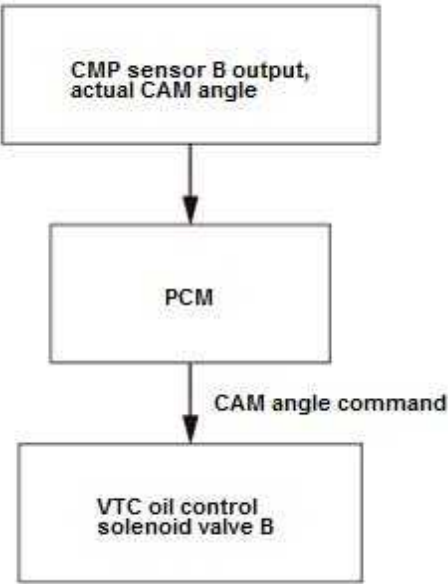 CMP sensor B output,
actual CAM angle
PCM
CAM angle command
VTC oil control
solenoid valve B